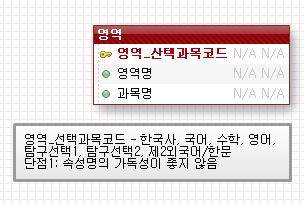 영역
영역_산택과목코드 N/A N/A
영역명 N/A N/A
과목명 N/A N/A
영역_선택과목코드 - 한국사, 국어, 수학, 영어,
탐구선택1, 탐구선택2, 제2외국어/한문
단점1: 속성명의 가독성이 좋지 않음